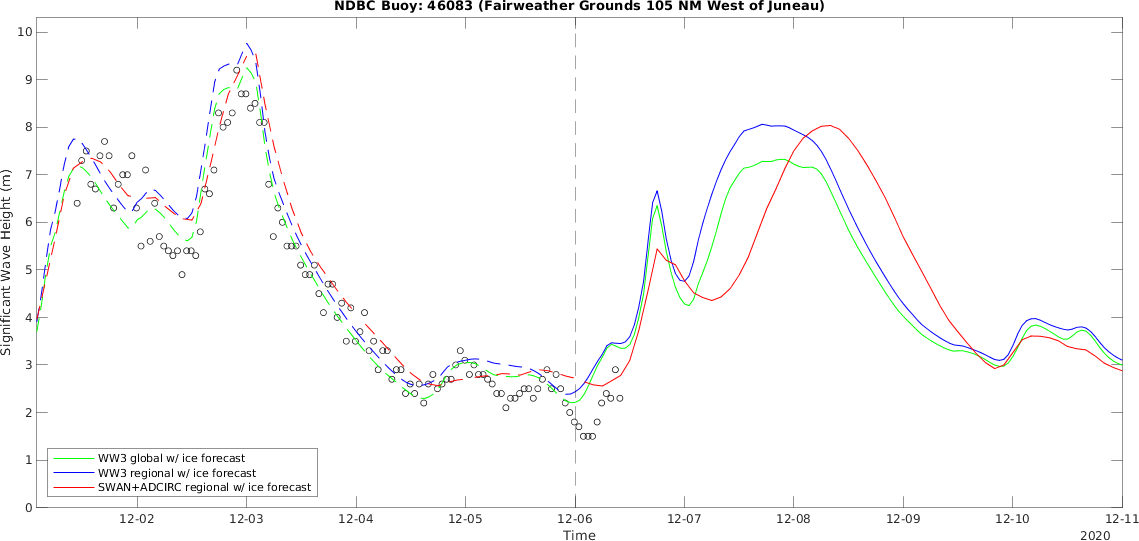 NDBC Buoy: 46083 (Fairweather Grounds 105 NM West of Juneau)
Significant Wave Height (m)
10
9
8
7
6
5
4
3
2
1
0
WW3 global w/ ice forecast
WW3 regional w/ ice forecast
SWAN+ADCIRC regional w/ ice forecast
12-02 12-03 12-04 12-05 12-06 12-07 12-08 12-09 12-10 12-11
Time
2020